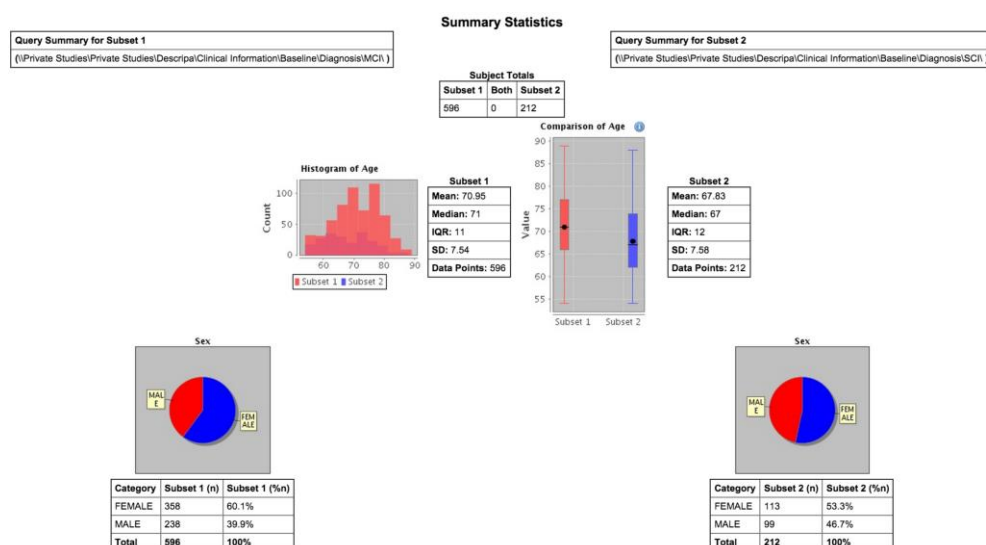 Summary Statistics
Query Summary for Subset 1
(\\Private Studies\Private Studies\Descripa\Clinical Information\Baseline\Diagnosis\MCI\ )
Query Summary for Subset 2
(\\Private Studies\Private Studies\Descripa\Clinical Information\Baseline\Diagnosis\SCI\ )
Subject Totals
Subset 1 Both Subset 2
596 0 212
Histogram of Age
Count
100
50
0
60 70 80 90
Subset 1 Subset 2
Subset 1
Mean: 70.95
Median: 71
IQR: 11
SD: 7.54
Data Points: 596
Comparison of Age
Value
90
85
80
75
70
65
60
55
Subset 1 Subset 2
Subset 2
Mean: 67.83
Median: 67
IQR: 12
SD: 7.58
Data Points: 212
Sex
MAL
E
FEM
ALE
Category Subset 1 (n) Subset 1 (%n)
FEMALE 358 60.1%
MALE 238 39.9%
Total 596 100%
Sex
MAL
E
FEM
ALE
Category Subset 2 (n) Subset 2 (%n)
FEMALE 113 53.3%
MALE 99 46.7%
Total 212 100%